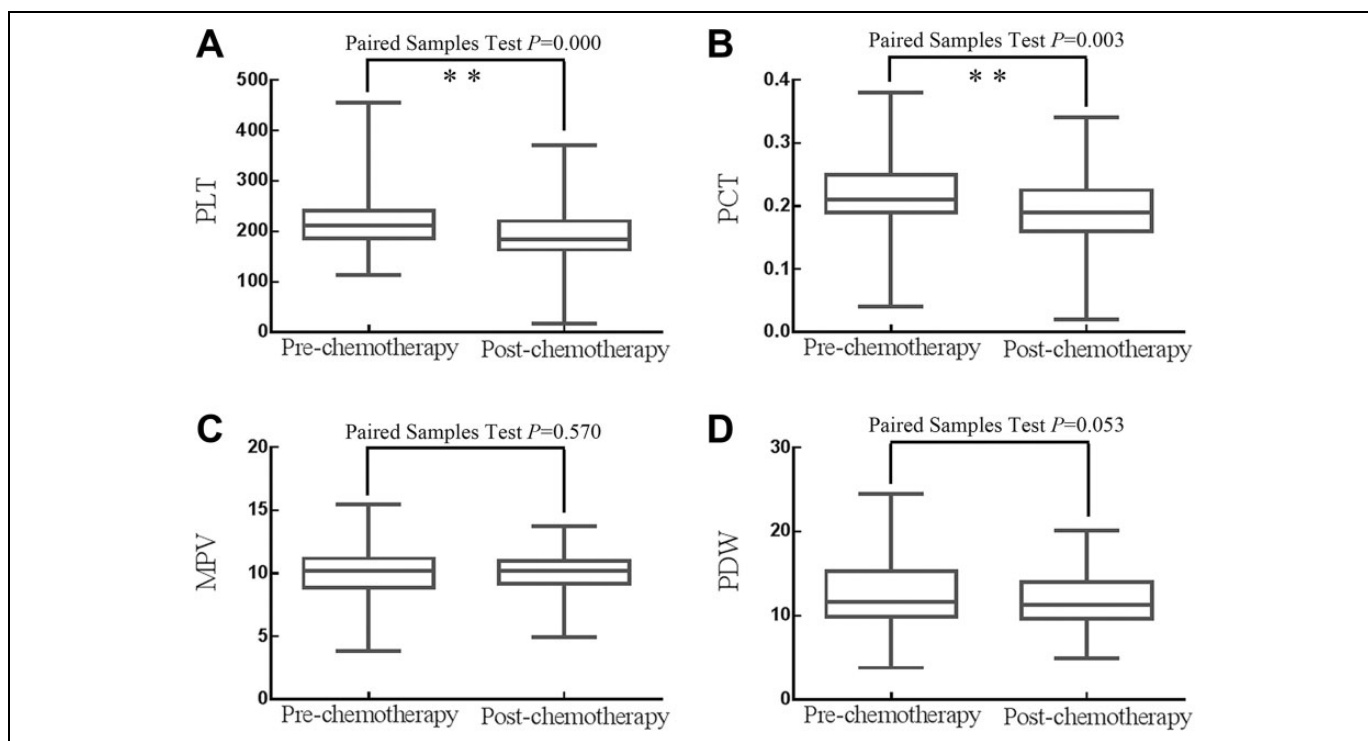 A
Paired Samples Test P=0.000
* *
500
400
300
200
100
0
PLT
Pre-chemotherapy
Post-chemotherapy
B
Paired Samples Test P=0.003
* *
0.4
0.3
0.2
0.1
0.0
PCT
Pre-chemotherapy
Post-chemotherapy
C
Paired Samples Test P=0.570
20
15
10
5
0
MPV
Pre-chemotherapy
Post-chemotherapy
D
Paired Samples Test P=0.053
30
20
10
0
PDW
Pre-chemotherapy
Post-chemotherapy